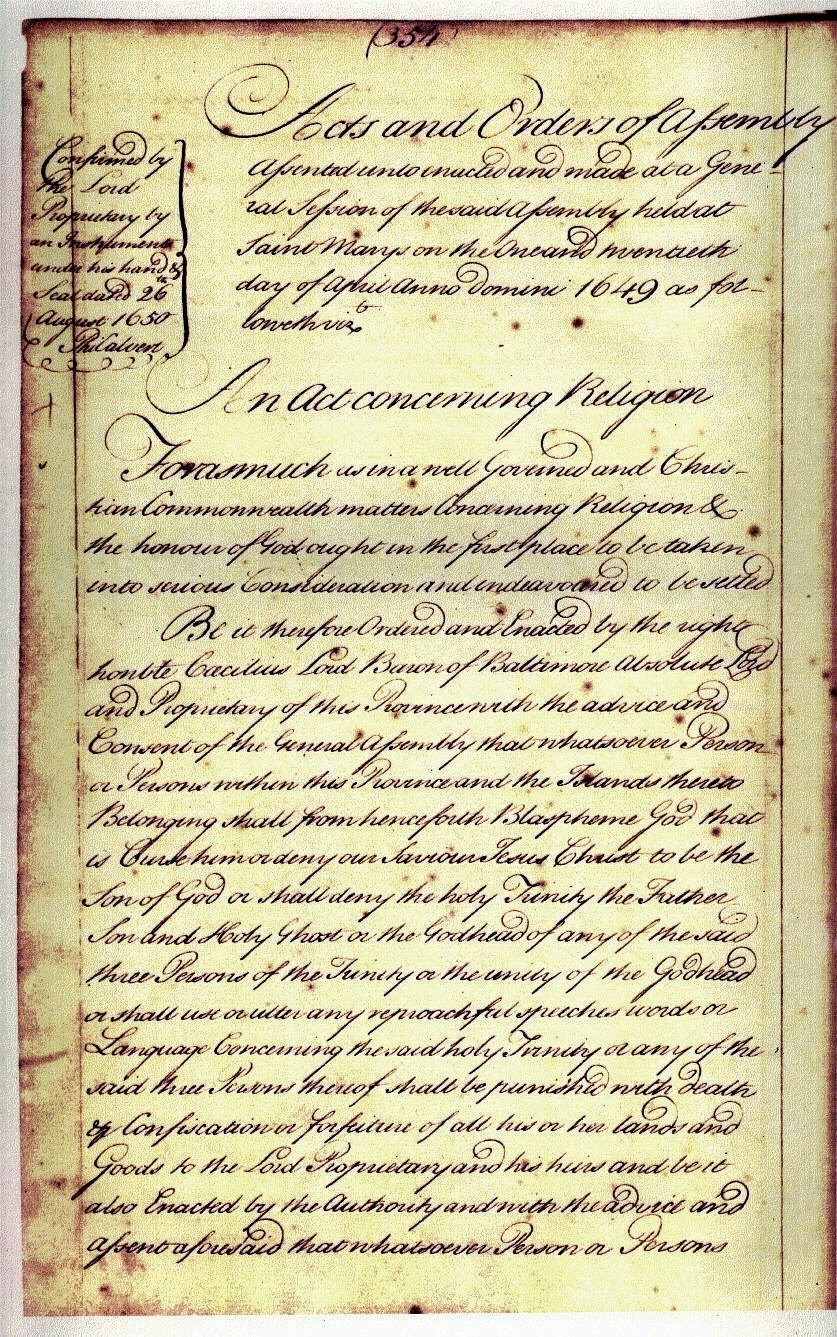 (354)
Acts and Orders of Assembly
Assented unto enacted and made at a Gene-
ral Session of the said Assembly held at
Saint Marys on the One and twentieth
day of April Anno Domini 1649 as fol-
loweth viz
Confirmed by
the Lord
Proprietary by
an Instrument
under his hand &
Seal dated 26th
August 1650
Phil Calvert
An Act concerning Religion
Forasmuch as in a well Governed and Chris-
tian Commonwealth matters Concerning Religion &
the honour of God ought in the first place to be taken
into serious Consideration and endeavoured to be settled
Be it therefore Ordered and Enacted by the right
honble Cæcilius Lord Baron of Baltimore absolute Lord
and Proprietary of this Province with the advice and
Consent of the General Assembly that whatsoever Person
or Persons within this Province and the Islands thereto
Belonging shall from henceforth Blaspheme God that
is Curse him or deny our Saviour Jesus Christ to be the
Son of God or shall deny the holy Trinity the Father
Son and Holy Ghost or the Godhead of any of the said
three Persons of the Trinity or the unity of the Godhead
or shall use or utter any reproachful speeches words or
Language Concerning the said holy Trinity or any of the
said three Persons thereof shall be punished with death
& Confiscation or forfeiture of all his or her lands and
Goods to the Lord Proprietary and his heirs and be it
also Enacted by the Authority and with the advice and
Assent aforesaid that whatsoever Person or Persons